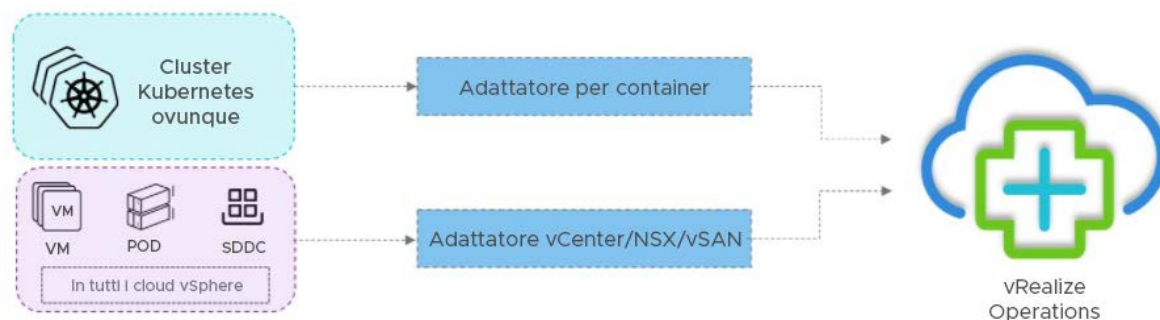 Cluster
Kubernetes
ovunque
Adattatore per container
VM
VM
POD
SDDC
In tutti i cloud vSphere
Adattatore vCenter/NSX/vSAN
vRealize
Operations